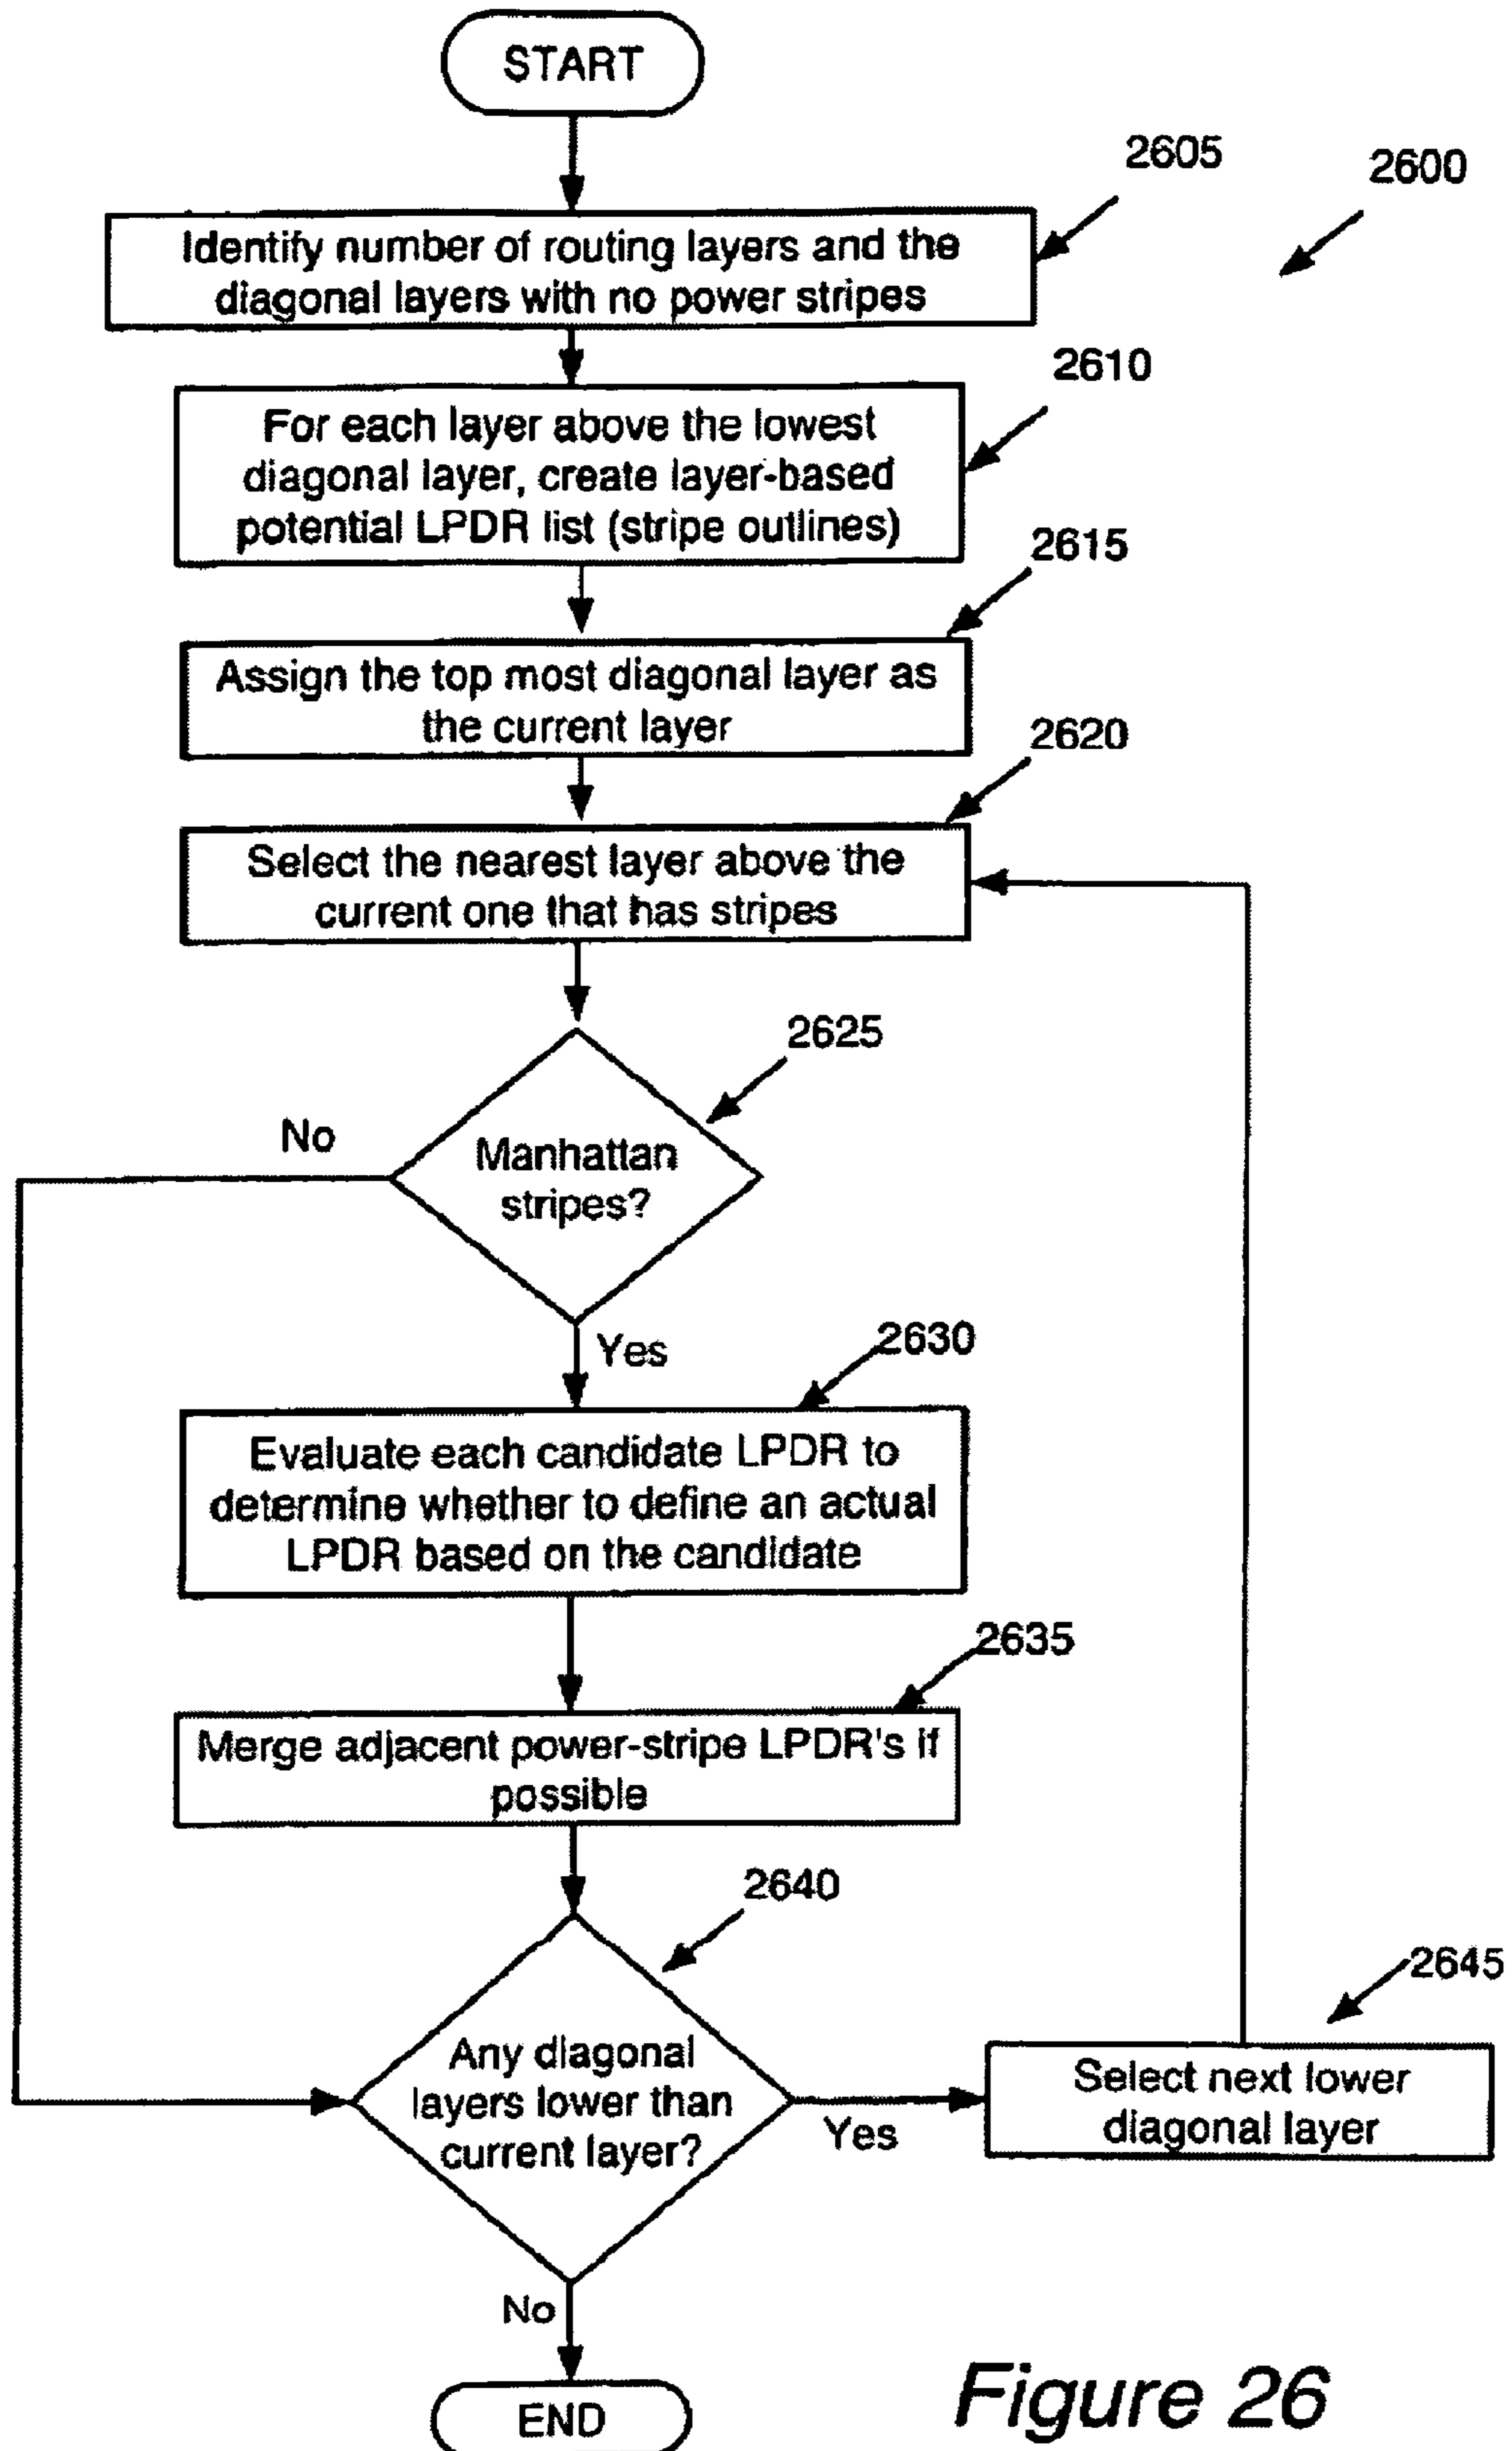 START
2605
2600
Identify number of routing layers and the
diagonal layers with no power stripes
2610
For each layer above the lowest
diagonal layer, create layer-based
potential LPDR list (stripe outlines)
2615
Assign the top most diagonal layer as
the current layer
2620
Select the nearest layer above the
current one that has stripes
2625
No
Manhattan
stripes?
Yes
2630
Evaluate each candidate LPDR to
determine whether to define an actual
LPDR based on the candidate
2635
Merge adjacent power-stripe LPDR's if
possible
2640
2645
Any diagonal
layers lower than
current layer?
Yes
Select next lower
diagonal layer
No
END
Figure 26